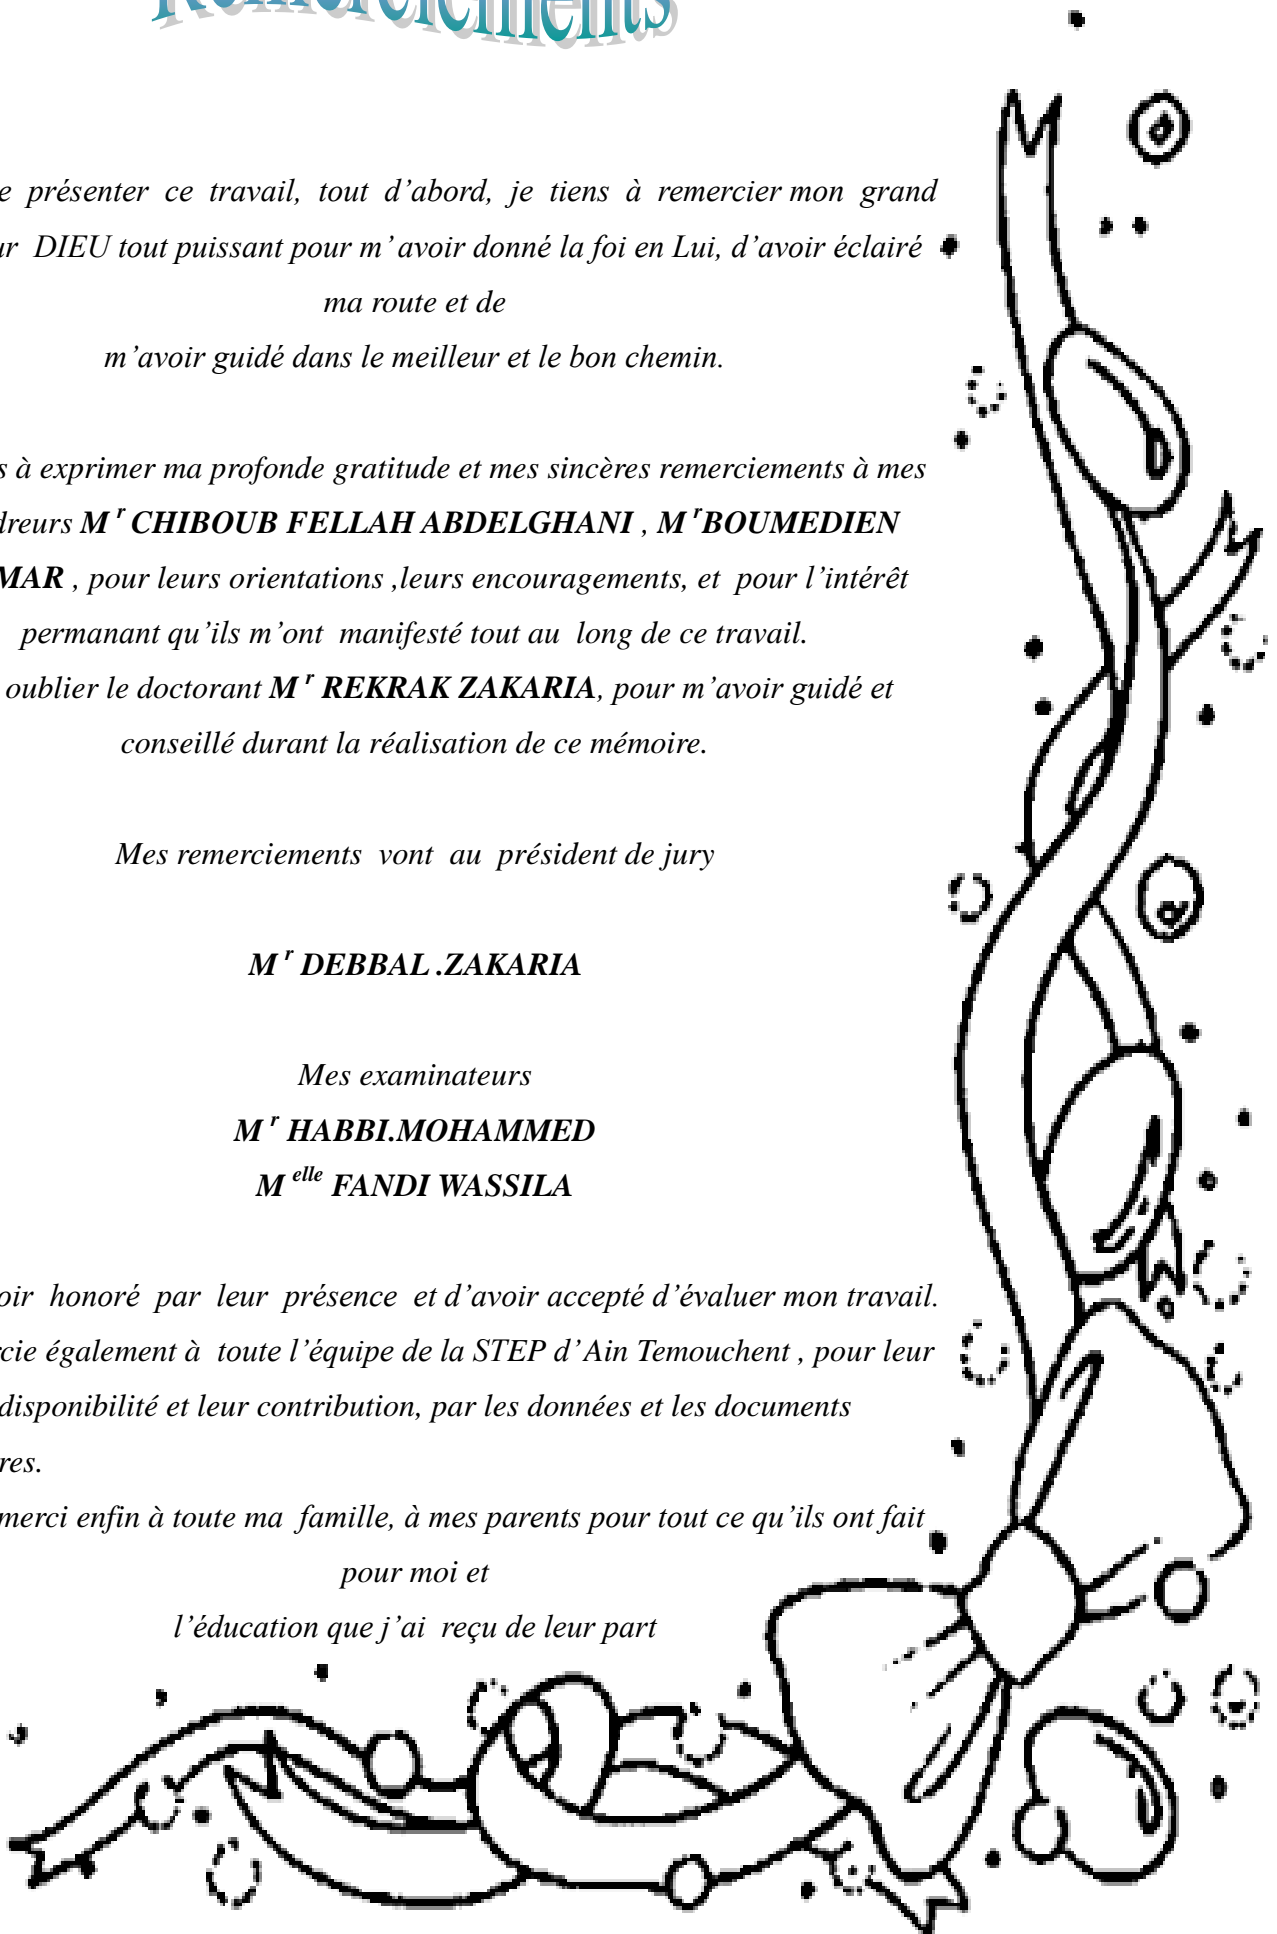 Remerciements
e présenter ce travail, tout d’abord, je tiens à remercier mon grand
ur DIEU tout puissant pour m’ avoir donné la foi en Lui, d’avoir éclairé
ma route et de
m’avoir guidé dans le meilleur et le bon chemin.
s à exprimer ma profonde gratitude et mes sincères remerciements à mes
dreurs M r CHIBOUB FELLAH ABDELGHANI , M rBOUMEDIEN
MAR , pour leurs orientations ,leurs encouragements, et pour l’intérêt
permanant qu’ils m’ont manifesté tout au long de ce travail.
oublier le doctorant M r REKRAK ZAKARIA, pour m’avoir guidé et
conseillé durant la réalisation de ce mémoire.
Mes remerciements vont au président de jury
M r DEBBAL .ZAKARIA
Mes examinateurs
M r HABBI.MOHAMMED
M elle FANDI WASSILA
oir honoré par leur présence et d’avoir accepté d’évaluer mon travail.
rcie également à toute l’équipe de la STEP d’Ain Temouchent , pour leur
disponibilité et leur contribution, par les données et les documents
res.
merci enfin à toute ma famille, à mes parents pour tout ce qu’ils ont fait
pour moi et
l’éducation que j’ai reçu de leur part